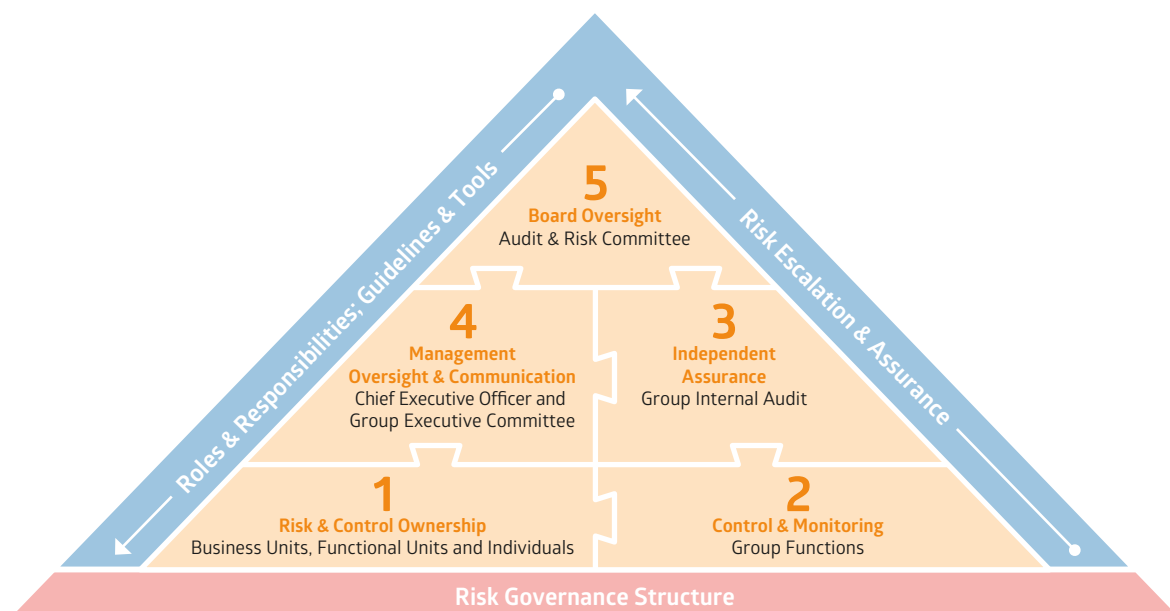 Roles & Responsibilities; Guidelines & Tools
Risk Escalation & Assurance
5
Board Oversight
Audit & Risk Committee
4
Management
Oversight & Communication
Chief Executive Officer and
Group Executive Committee
3
Independent
Assurance
Group Internal Audit
1
Risk & Control Ownership
Business Units, Functional Units and Individuals
2
Control & Monitoring
Group Functions
Risk Governance Structure